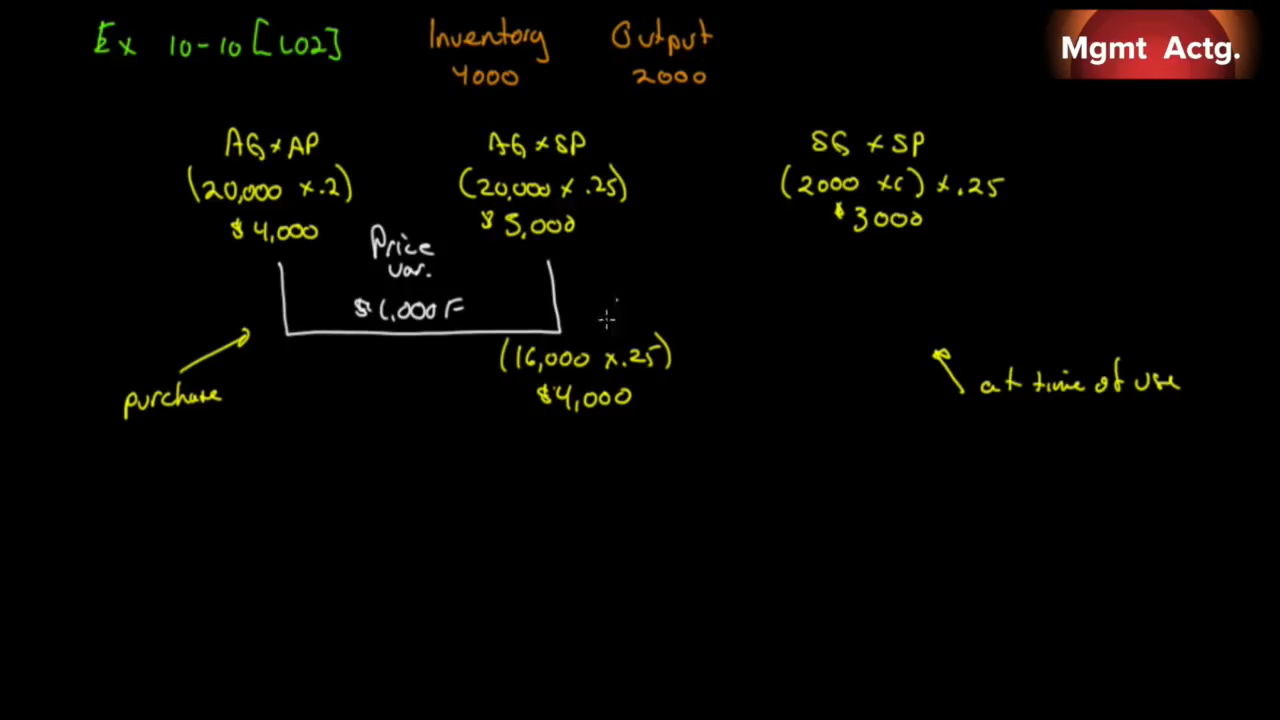 Ex 10-10 [LO2]
Inventory Output
4000 2000
Mgmt Actg.
AQ x AP AQ x SP SQ x SP
(20,000 x .2) (20,000 x .25) (2000 x 6) x .25
$4,000 $5,000 $3000
Price
var.
$1,000 F
(16,000 x .25)
$4,000
purchase
at time of use